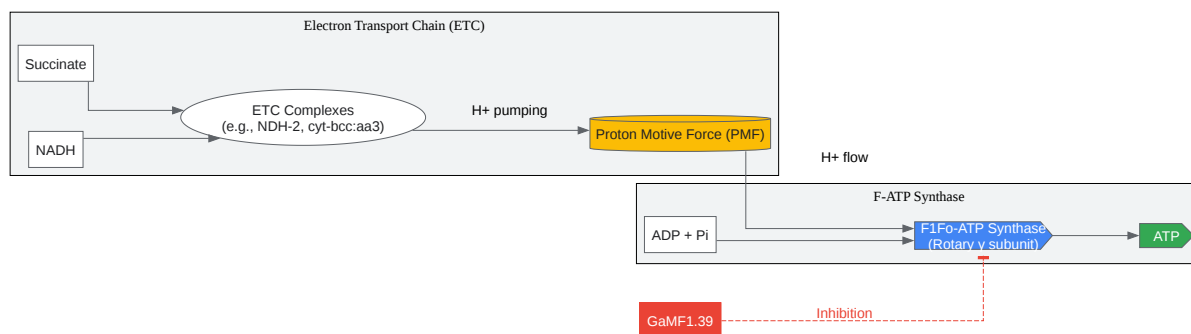 Electron Transport Chain (ETC)
Succinate
ETC Complexes
(e.g., NDH-2, cyt-bcc:aa3)
H+ pumping
Proton Motive Force (PMF)
NADH
H+ flow
F-ATP Synthase
ADP + Pi
F1Fo-ATP Synthase
(Rotary γ subunit)
ATP
GaMF1.39
Inhibition